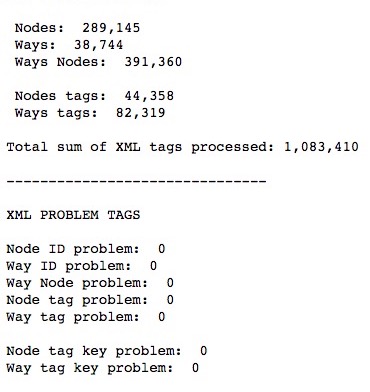 Nodes: 289,145
Ways: 38,744
Ways Nodes: 391,360
Nodes tags: 44,358
Ways tags: 82,319
Total sum of XML tags processed: 1,083,410
-------------------------------
XML PROBLEM TAGS
Node ID problem: 0
Way ID problem: 0
Way Node problem: 0
Node tag problem: 0
Way tag problem: 0
Node tag key problem: 0
Way tag key problem: 0